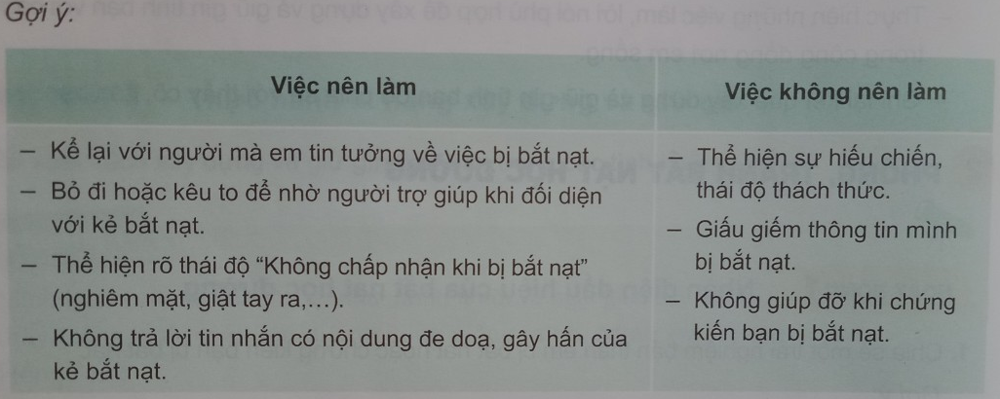 Gợi ý:
Việc nên làm
— Kể lại với người mà em tin tưởng về việc bị bắt nạt.
— Bỏ đi hoặc kêu to để nhờ người trợ giúp khi đối diện
với kẻ bắt nạt.
— Thể hiện rõ thái độ “Không chấp nhận khi bị bắt nạt”
(nghiêm mặt, giật tay ra,...).
— Không trả lời tin nhắn có nội dung đe doạ, gây hấn của
kẻ bắt nạt.
Việc không nên làm
— Thể hiện sự hiếu chiến,
thái độ thách thức.
— Giấu giếm thông tin mình
bị bắt nạt.
— Không giúp đỡ khi chứng
kiến bạn bị bắt nạt.